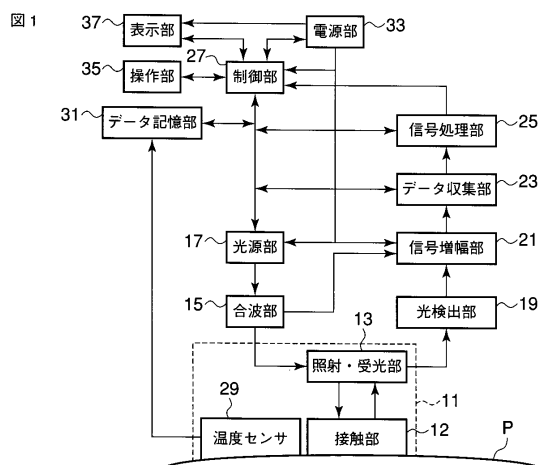 図1
37
表示部
電源部
33
27
35
操作部
制御部
31
データ記憶部
信号処理部
25
データ収集部
23
17
光源部
信号増幅部
21
15
合波部
光検出部
19
13
照射・受光部
11
29
温度センサ
接触部
12
P